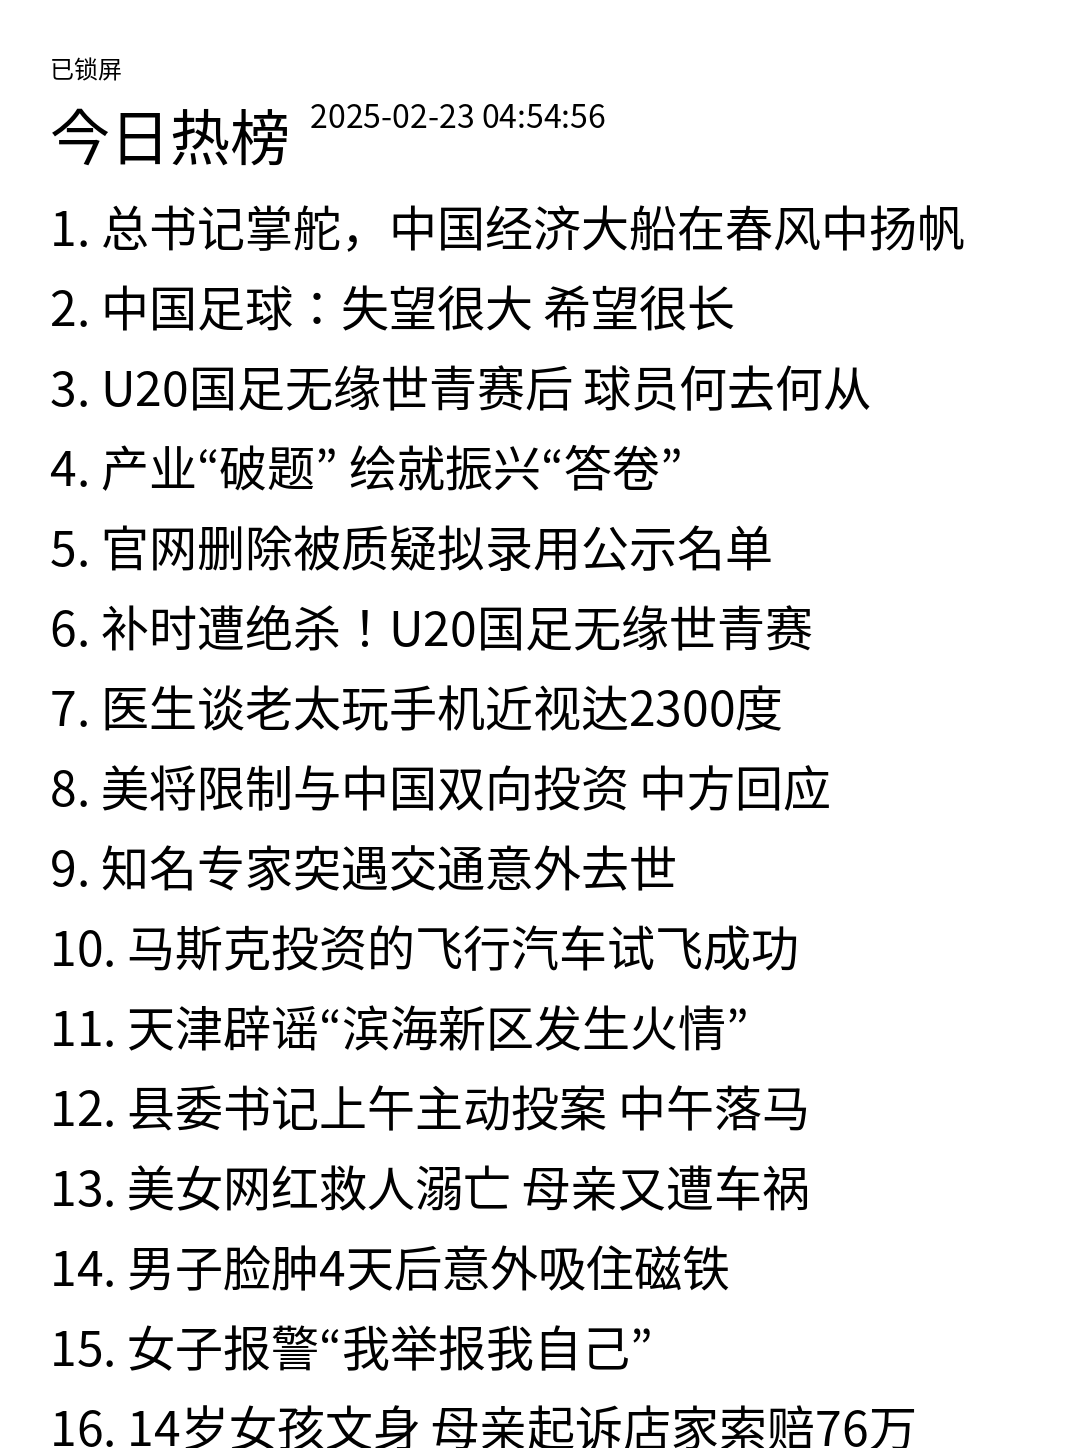 已锁屏
今日热榜 2025-02-23 04:54:56
1. 总书记掌舵，中国经济大船在春风中扬帆
2. 中国足球：失望很大 希望很长
3. U20国足无缘世青赛后 球员何去何从
4. 产业“破题” 绘就振兴“答卷”
5. 官网删除被质疑拟录用公示名单
6. 补时遭绝杀！U20国足无缘世青赛
7. 医生谈老太玩手机近视达2300度
8. 美将限制与中国双向投资 中方回应
9. 知名专家突遇交通意外去世
10. 马斯克投资的飞行汽车试飞成功
11. 天津辟谣“滨海新区发生火情”
12. 县委书记上午主动投案 中午落马
13. 美女网红救人溺亡 母亲又遭车祸
14. 男子脸肿4天后意外吸住磁铁
15. 女子报警“我举报我自己”
16. 14岁女孩文身 母亲起诉店家索赔76万